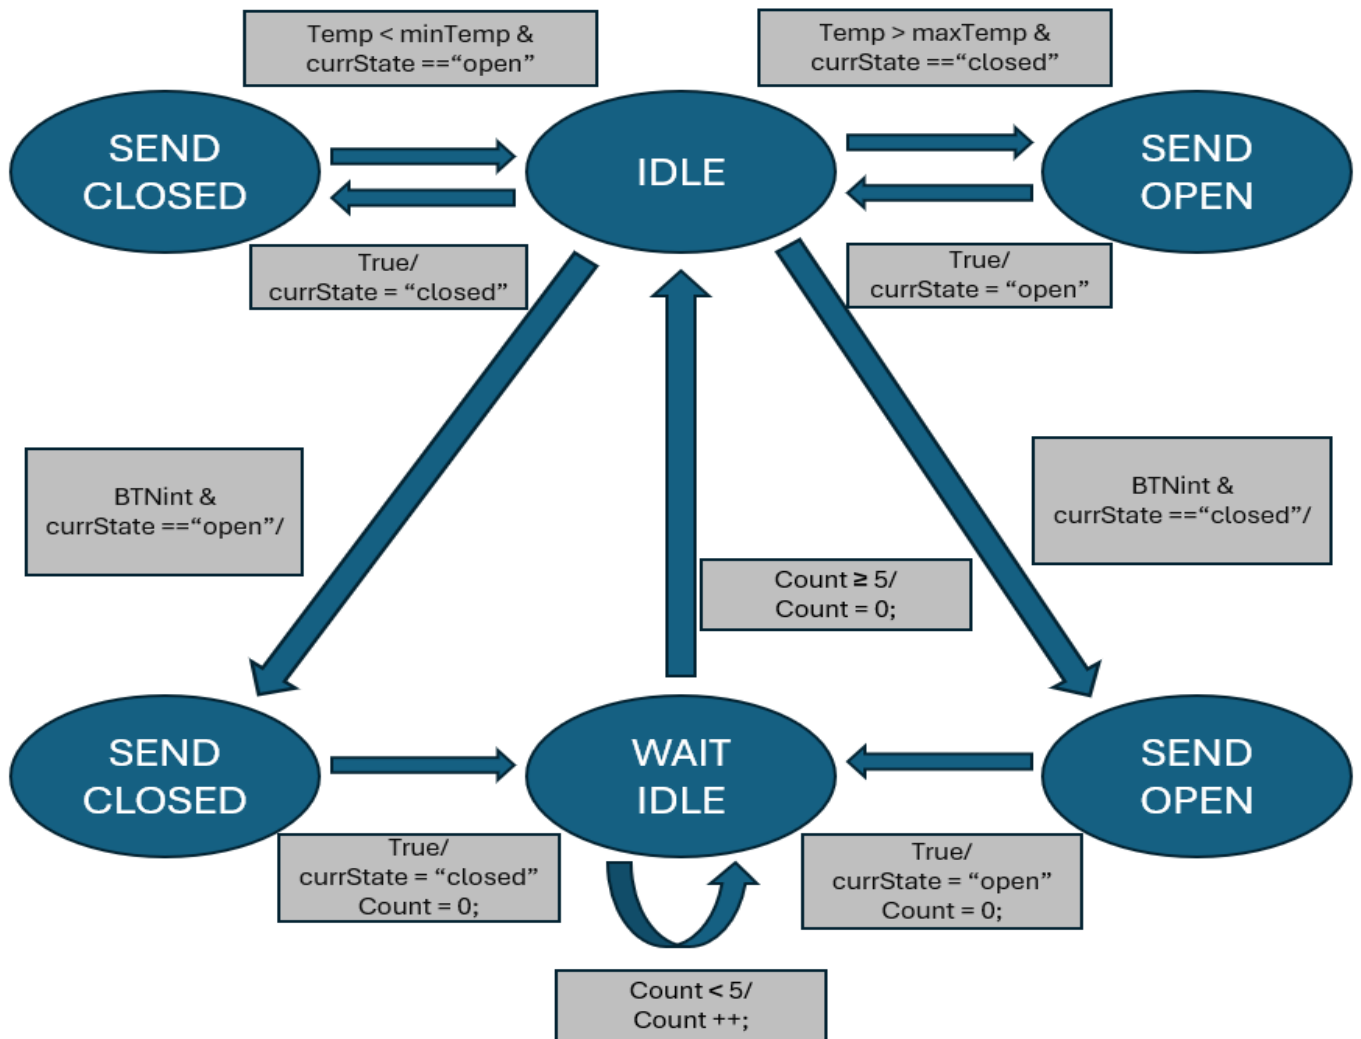 Temp < minTemp &
currState =="open"
Temp > maxTemp &
currState =="closed"
SEND
CLOSED
IDLE
SEND
OPEN
True/
currState = “closed”
True/
currState = “open”
BTNint &
currState ==“open”/
BTNint &
currState ==“closed”/
Count ≥ 5/
Count = 0;
SEND
CLOSED
WAIT
IDLE
SEND
OPEN
True/
currState = “closed”
Count = 0;
True/
currState = “open”
Count = 0;
Count < 5/
Count ++;